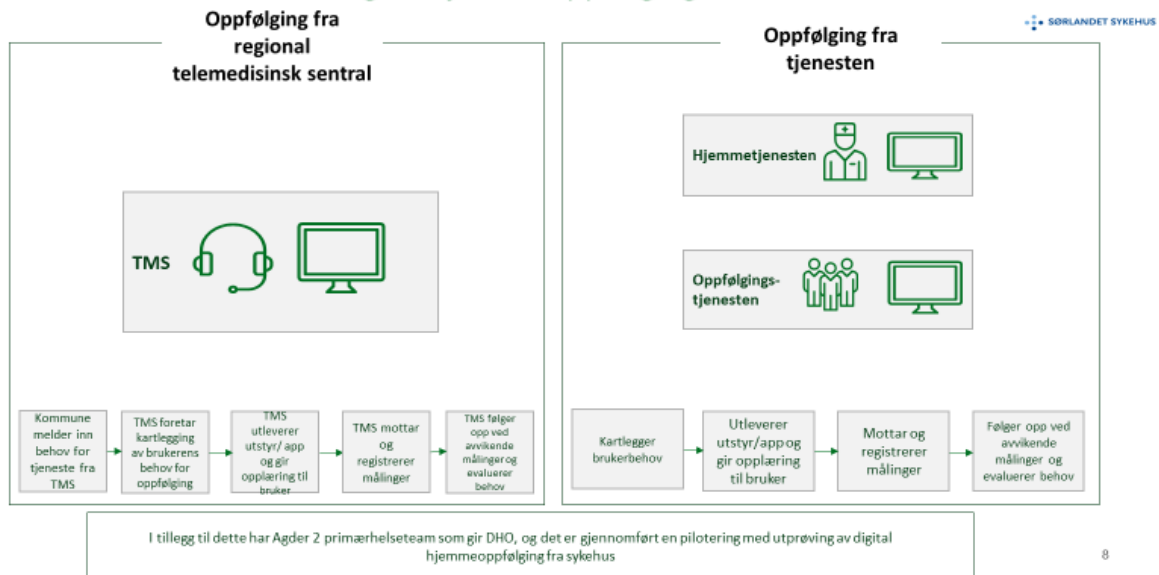 Oppfølging fra
regional
telemedisinsk sentral
Oppfølging fra
tjenesten
SØRLANDET SYKEHUS
TMS
Hjemmetjenesten
Oppfølgings-
tjenesten
Kommune
melder inn
behov for
tjeneste fra
TMS
TMS foretar
kartlegging
av brukerens
behov for
oppfølging
TMS
utleverer
utstyr/ app
og gir
opplæring til
bruker
TMS mottar
og
registrerer
målinger
TMS følger
opp ved
avvikende
målinger og
evaluerer
behov
Kartlegger
brukerbehov
Utleverer
utstyr/app og
gir opplæring
til bruker
Mottar og
registrerer
målinger
Følger opp ved
avvikende
målinger og
evaluerer behov
I tillegg til dette har Agder 2 primærhelseteam som gir DHO, og det er gjennomført en pilotering med utprøving av digital
hjemmeoppfølging fra sykehus
8